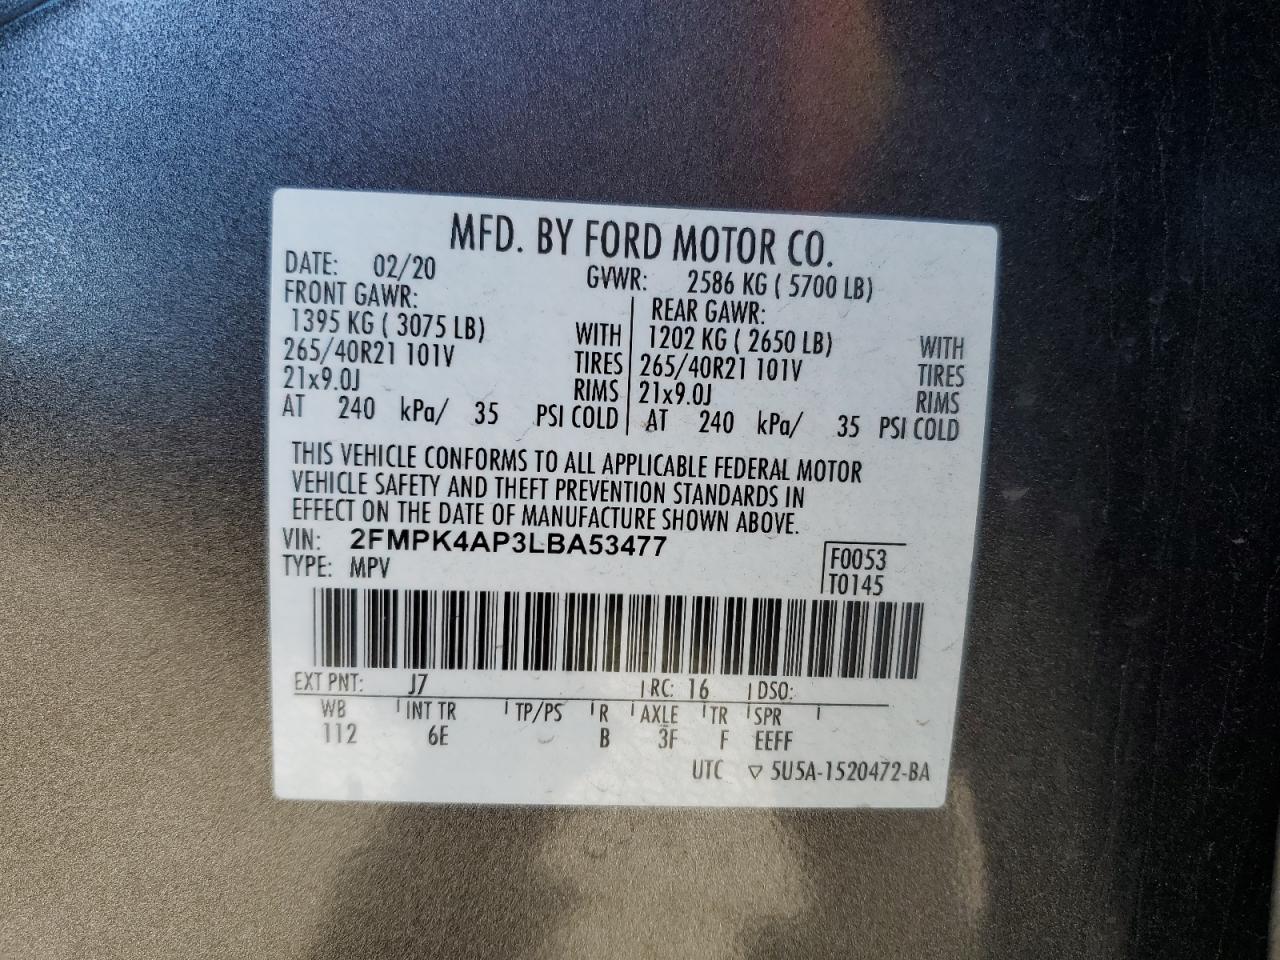 MFD. BY FORD MOTOR CO.
DATE: 02/20 GVWR: 2586 KG ( 5700 LB)
FRONT GAWR:
1395 KG ( 3075 LB) WITH
265/40R21 101V TIRES
21x9.0J RIMS
AT 240 kPa/ 35 PSI COLD
REAR GAWR:
1202 KG ( 2650 LB) WITH
265/40R21 101V TIRES
21x9.0J RIMS
AT 240 kPa/ 35 PSI COLD
THIS VEHICLE CONFORMS TO ALL APPLICABLE FEDERAL MOTOR
VEHICLE SAFETY AND THEFT PREVENTION STANDARDS IN
EFFECT ON THE DATE OF MANUFACTURE SHOWN ABOVE.
VIN: 2FMPK4AP3LBA53477
TYPE: MPV
F0053
T0145
EXT PNT: J7 RC: 16 DSO:
WB INT TR TP/PS R AXLE TR SPR
112 6E B 3F F EEFF
UTC ▽ 5U5A-1520472-BA